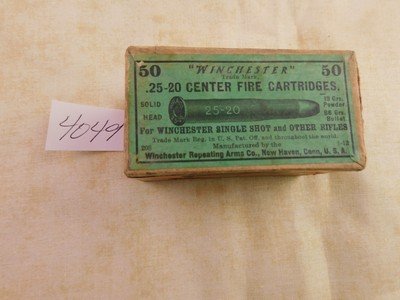 4049
50 "WINCHESTER" 50
Trade Mark.
.25-20 CENTER FIRE CARTRIDGES.
SOLID HEAD
25-20
19 Grs. Powder
86 Grs. Bullet
For WINCHESTER SINGLE SHOT and OTHER RIFLES
Trade Mark Reg. in U. S. Pat. Off. and throughout the world.
Manufactured by the
Winchester Repeating Arms Co., New Haven, Conn. U. S. A.